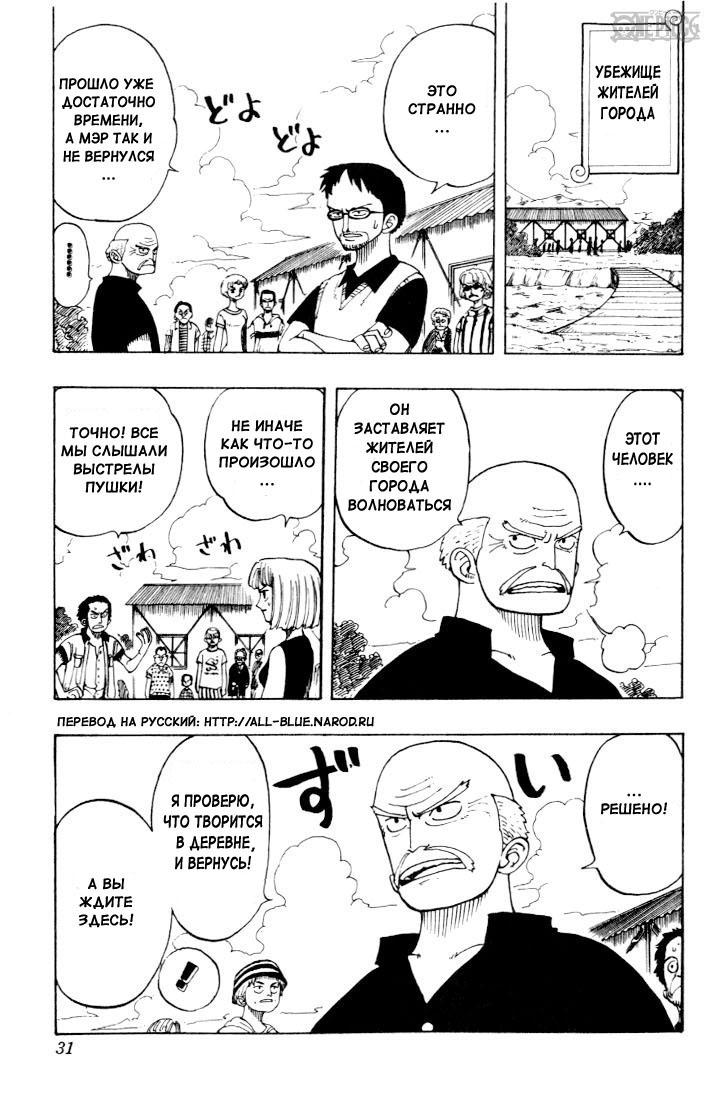 ONE PIECE
УБЕЖИЩЕ
ЖИТЕЛЕЙ
ГОРОДА
ЭТО
СТРАННО
...
ПРОШЛО УЖЕ
ДОСТАТОЧНО
ВРЕМЕНИ,
А МЭР ТАК И
НЕ ВЕРНУЛСЯ
...
どよ
どよ
ЭТОТ
ЧЕЛОВЕК
....
ОН
ЗАСТАВЛЯЕТ
ЖИТЕЛЕЙ
СВОЕГО
ГОРОДА
ВОЛНОВАТЬСЯ
НЕ ИНАЧЕ
КАК ЧТО-ТО
ПРОИЗОШЛО
...
ТОЧНО! ВСЕ
МЫ СЛЫШАЛИ
ВЫСТРЕЛЫ
ПУШКИ!
ざわ
ざわ
ПЕРЕВОД НА РУССКИЙ: HTTP://ALL-BLUE.NAROD.RU
...
РЕШЕНО!
ずい
Я ПРОВЕРЮ,
ЧТО ТВОРИТСЯ
В ДЕРЕВНЕ,
И ВЕРНУСЬ!
А ВЫ
ЖДИТЕ
ЗДЕСЬ!
!
31